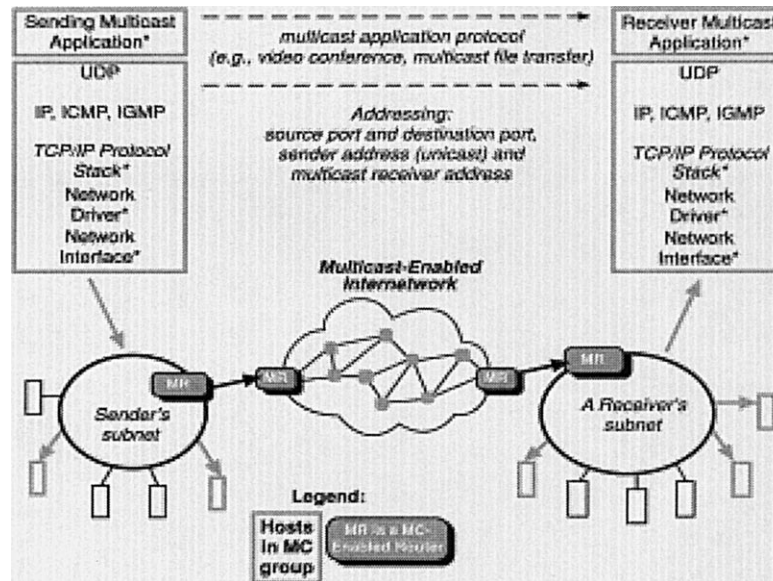 Sending Multicast
Application*
multicast application protocol
(e.g., video conference, multicast file transfer)
Receiver Multicast
Application*
UDP
IP, ICMP, IGMP
TCP/IP Protocol
Stack*
Network
Driver*
Network
Interface*
Addressing:
source port and destination port,
sender address (unicast) and
multicast receiver address
UDP
IP, ICMP, IGMP
TCP/IP Protocol
Stack*
Network
Driver*
Network
Interface*
Multicast-Enabled
Internetwork
MR
MR
MR
MR
Sender's
subnet
A Receiver's
subnet
Legend:
Hosts
in MC
group
MR is a MC-
Enabled Router